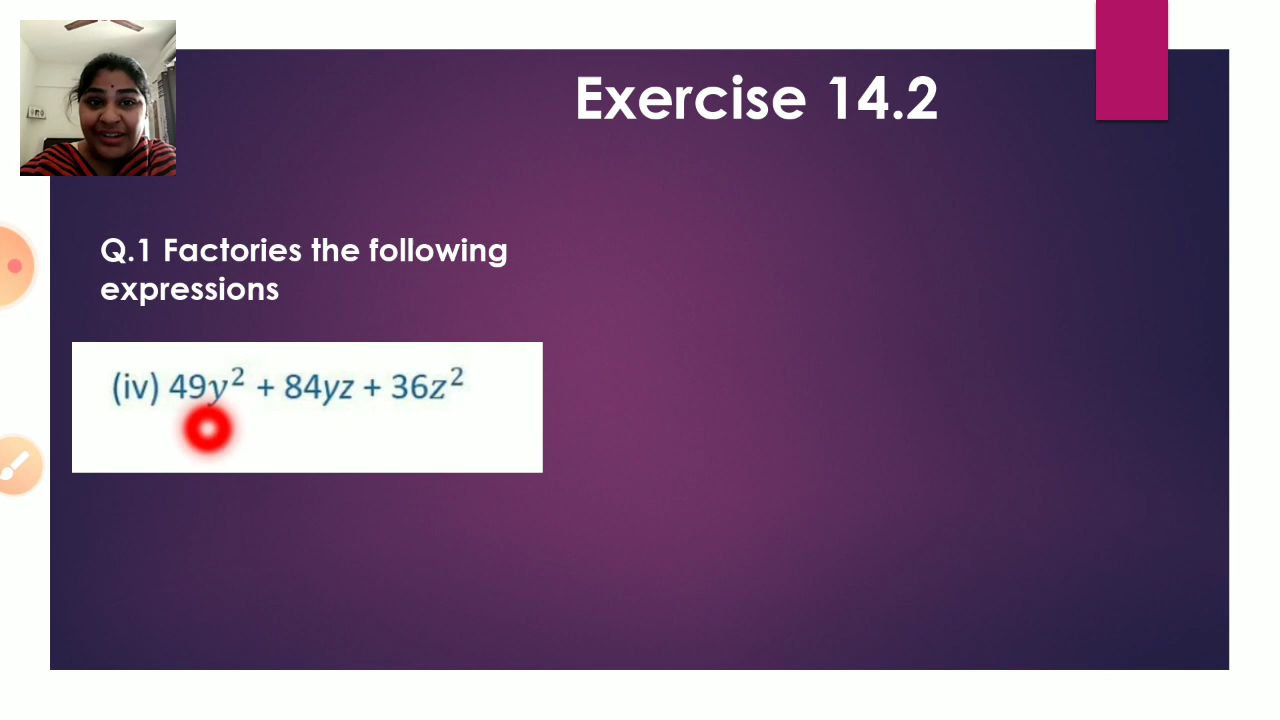 Exercise 14.2
Q.1 Factories the following
expressions
(iv) 49y² + 84yz + 36z²